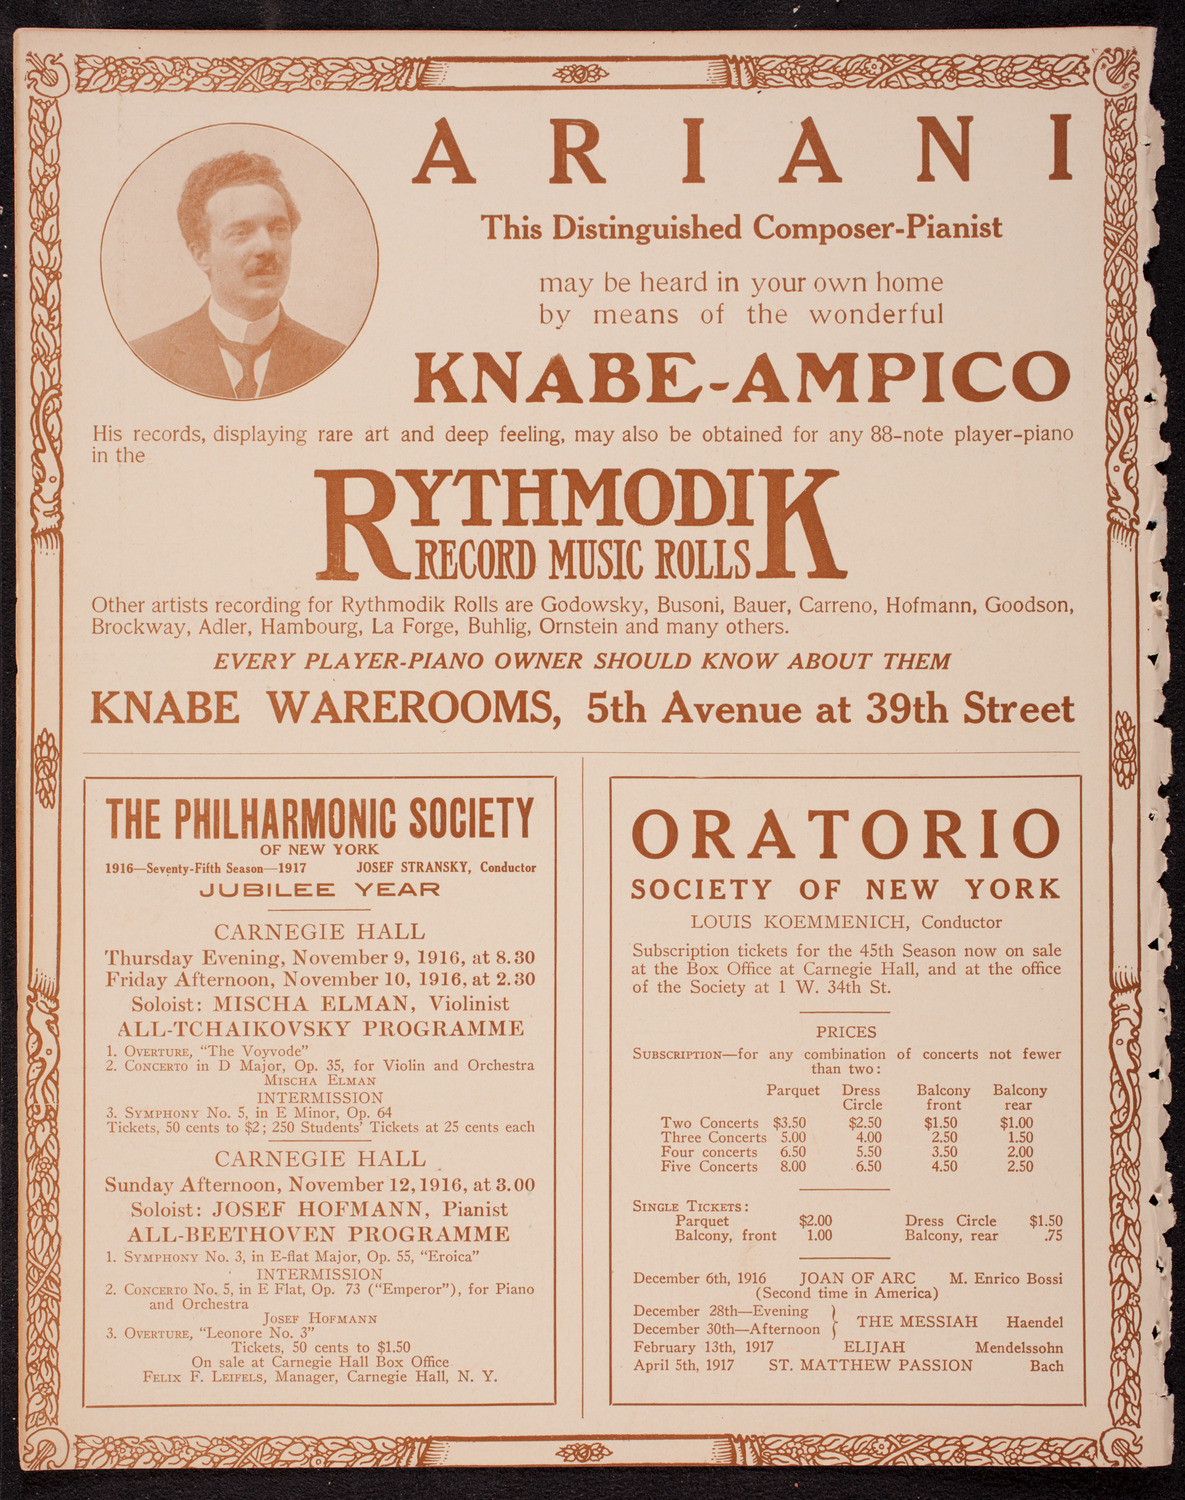 ARIANI
This Distinguished Composer-Pianist
may be heard in your own home
by means of the wonderful
KNABE-AMPICO
His records, displaying rare art and deep feeling, may also be obtained for any 88-note player-piano
in the
RYTHMODIK
RECORD MUSIC ROLLS
Other artists recording for Rythmodik Rolls are Godowsky, Busoni, Bauer, Carreno, Hofmann, Goodson,
Brockway, Adler, Hambourg, La Forge, Buhlig, Ornstein and many others.
EVERY PLAYER-PIANO OWNER SHOULD KNOW ABOUT THEM
KNABE WAREROOMS, 5th Avenue at 39th Street
THE PHILHARMONIC SOCIETY
OF NEW YORK
1916—Seventy-Fifth Season—1917 JOSEF STRANSKY, Conductor
JUBILEE YEAR
CARNEGIE HALL
Thursday Evening, November 9, 1916, at 8.30
Friday Afternoon, November 10, 1916, at 2.30
Soloist: MISCHA ELMAN, Violinist
ALL-TCHAIKOVSKY PROGRAMME
1. OVERTURE, “The Voyvode”
2. CONCERTO in D Major, Op. 35, for Violin and Orchestra
MISCHA ELMAN
INTERMISSION
3. SYMPHONY No. 5, in E Minor, Op. 64
Tickets, 50 cents to $2; 250 Students’ Tickets at 25 cents each
CARNEGIE HALL
Sunday Afternoon, November 12, 1916, at 3.00
Soloist: JOSEF HOFMANN, Pianist
ALL-BEETHOVEN PROGRAMME
1. SYMPHONY No. 3, in E-flat Major, Op. 55, “Eroica”
INTERMISSION
2. CONCERTO No. 5, in E Flat, Op. 73 (“Emperor”), for Piano
and Orchestra
JOSEF HOFMANN
3. OVERTURE, “Leonore No. 3”
Tickets, 50 cents to $1.50
On sale at Carnegie Hall Box Office
FELIX F. LEIFELS, Manager, Carnegie Hall, N. Y.
ORATORIO
SOCIETY OF NEW YORK
LOUIS KOEMMENICH, Conductor
Subscription tickets for the 45th Season now on sale
at the Box Office at Carnegie Hall, and at the office
of the Society at 1 W. 34th St.
PRICES
SUBSCRIPTION—for any combination of concerts not fewer
than two:
Parquet Dress Balcony Balcony
Circle front rear
Two Concerts $3.50 $2.50 $1.50 $1.00
Three Concerts 5.00 4.00 2.50 1.50
Four concerts 6.50 5.50 3.50 2.00
Five Concerts 8.00 6.50 4.50 2.50
SINGLE TICKETS:
Parquet $2.00 Dress Circle $1.50
Balcony, front 1.00 Balcony, rear .75
December 6th, 1916 JOAN OF ARC M. Enrico Bossi
(Second time in America)
December 28th—Evening
December 30th—Afternoon } THE MESSIAH Haendel
February 13th, 1917 ELIJAH Mendelssohn
April 5th, 1917 ST. MATTHEW PASSION Bach